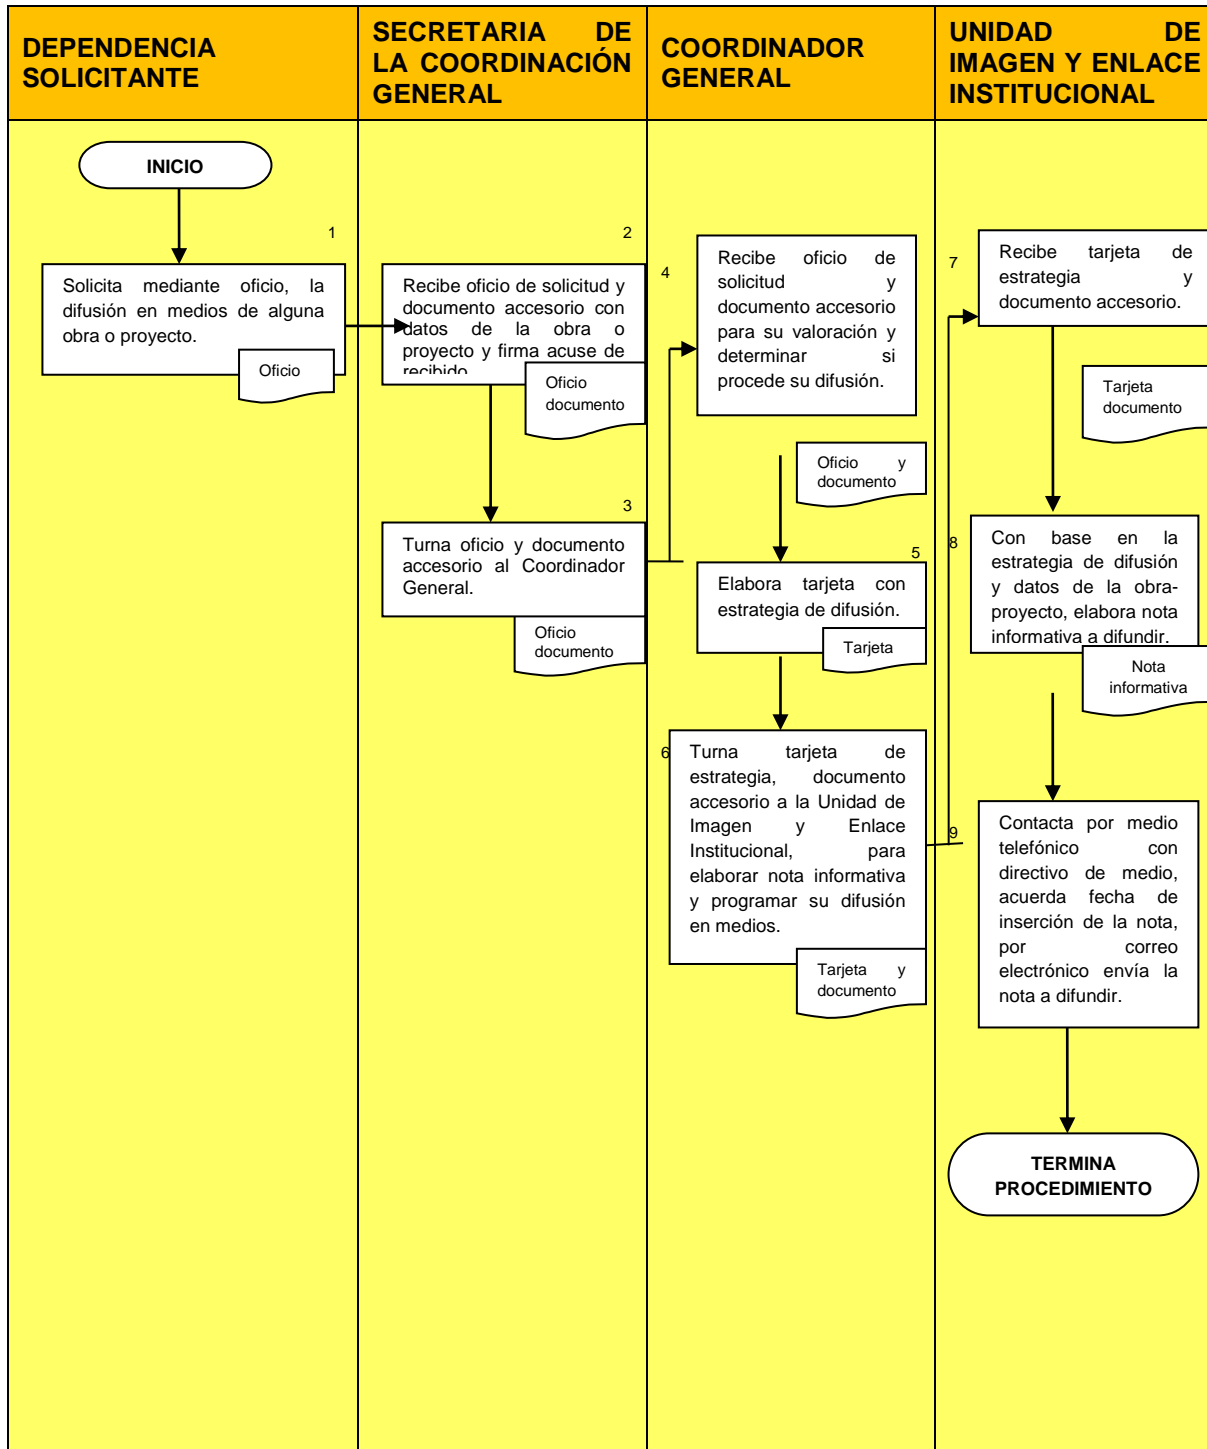 DEPENDENCIA
SOLICITANTE
SECRETARIA DE
LA COORDINACIÓN
GENERAL
COORDINADOR
GENERAL
UNIDAD DE
IMAGEN Y ENLACE
INSTITUCIONAL
INICIO
1
Solicita mediante oficio, la
difusión en medios de alguna
obra o proyecto.
Oficio
2
Recibe oficio de solicitud y
documento accesorio con
datos de la obra o
proyecto y firma acuse de
recibido
Oficio
documento
3
Turna oficio y documento
accesorio al Coordinador
General.
Oficio
documento
4
Recibe oficio de
solicitud y
documento accesorio
para su valoración y
determinar si
procede su difusión.
Oficio y
documento
5
Elabora tarjeta con
estrategia de difusión.
Tarjeta
6
Turna tarjeta de
estrategia, documento
accesorio a la Unidad de
Imagen y Enlace
Institucional, para
elaborar nota informativa
y programar su difusión
en medios.
Tarjeta y
documento
7
Recibe tarjeta de
estrategia y
documento accesorio.
Tarjeta
documento
8
Con base en la
estrategia de difusión
y datos de la obra-
proyecto, elabora nota
informativa a difundir.
Nota
informativa
9
Contacta por medio
telefónico con
directivo de medio,
acuerda fecha de
inserción de la nota,
por correo
electrónico envía la
nota a difundir.
TERMINA
PROCEDIMIENTO